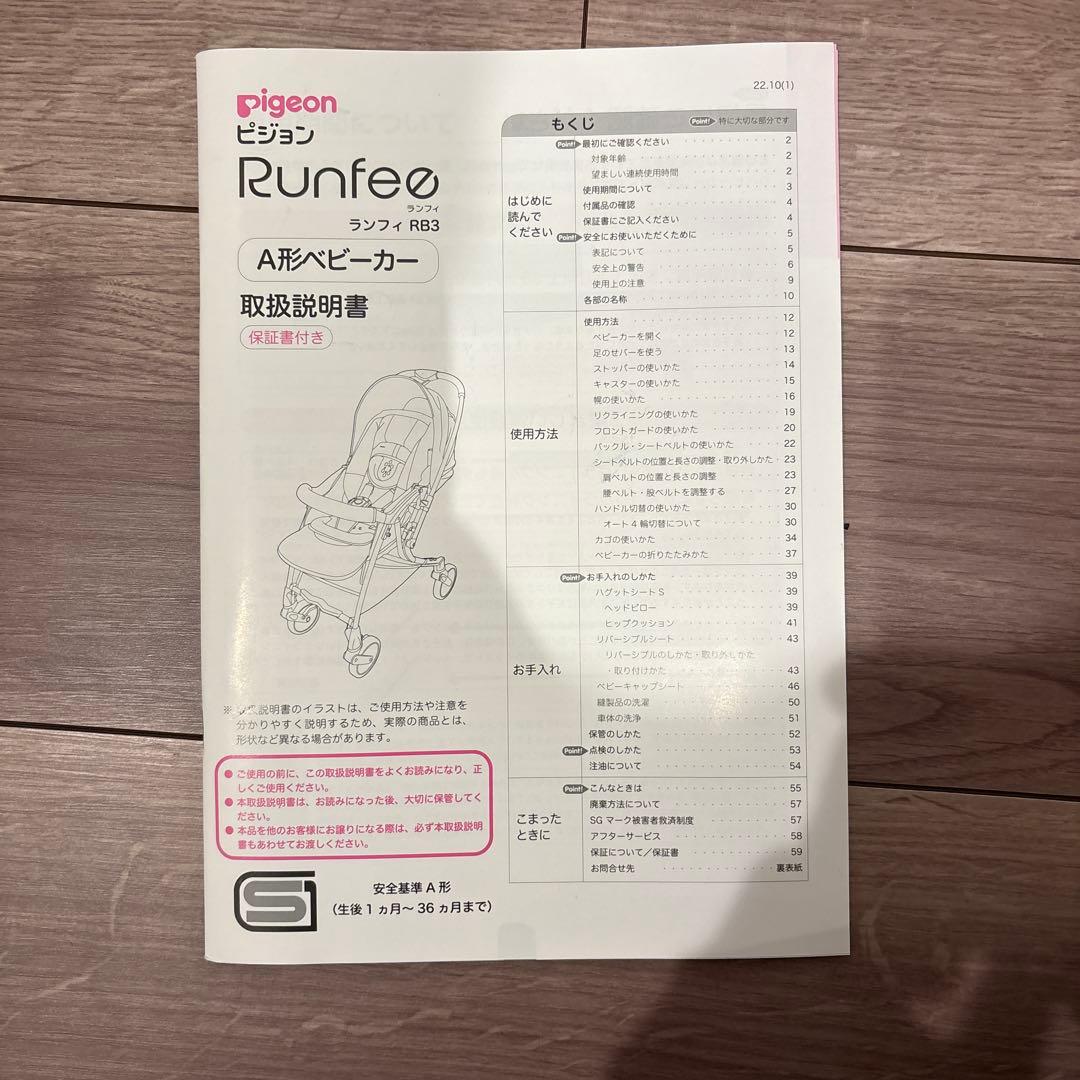 22.10(1)
Pigeon
ピジョン
Runfee
ランフィ
ランフィ RB3
A形ベビーカー
取扱説明書
保証書付き
※取扱説明書のイラストは、ご使用方法や注意を
分かりやすく説明するため、実際の商品とは、
形状など異なる場合があります。
● ご使用の前に、この取扱説明書をよくお読みになり、正
しくご使用ください。
● 本取扱説明書は、お読みになった後、大切に保管してく
ださい。
● 本品を他のお客様にお譲りになる際は、必ず本取扱説明
書もあわせてお渡しください。
安全基準 A 形
(生後 1 ヵ月〜 36 ヵ月まで)
もくじ
Point! 特に大切な部分です
はじめに
読んで
ください
Point! 最初にご確認ください 2
対象年齢 2
望ましい連続使用時間 2
使用期間について 3
付属品の確認 4
保証書にご記入ください 4
Point! 安全にお使いいただくために 5
表記について 5
安全上の警告 6
使用上の注意 9
各部の名称 10
使用方法
使用方法 12
ベビーカーを開く 12
足のせバーを使う 13
ストッパーの使いかた 14
キャスターの使いかた 15
幌の使いかた 16
リクライニングの使いかた 19
フロントガードの使いかた 20
バックル・シートベルトの使いかた 22
シートベルトの位置と長さの調整・取り外しかた 23
肩ベルトの位置と長さの調整 23
腰ベルト・股ベルトを調整する 27
ハンドル切替の使いかた 30
オート 4 輪切替について 30
カゴの使いかた 34
ベビーカーの折りたたみかた 37
お手入れ
Point! お手入れのしかた 39
ハグットシート S 39
ヘッドピロー 39
ヒップクッション 41
リバーシブルシート 43
リバーシブルのしかた・取り外しかた
・取り付けかた 43
ベビーキャップシート 46
縫製品の洗濯 50
車体の洗浄 51
保管のしかた 52
Point! 点検のしかた 53
注油について 54
こまった
ときに
Point! こんなときは 55
廃棄方法について 57
SG マーク被害者救済制度 57
アフターサービス 58
保証について／保証書 59
お問合せ先 裏表紙